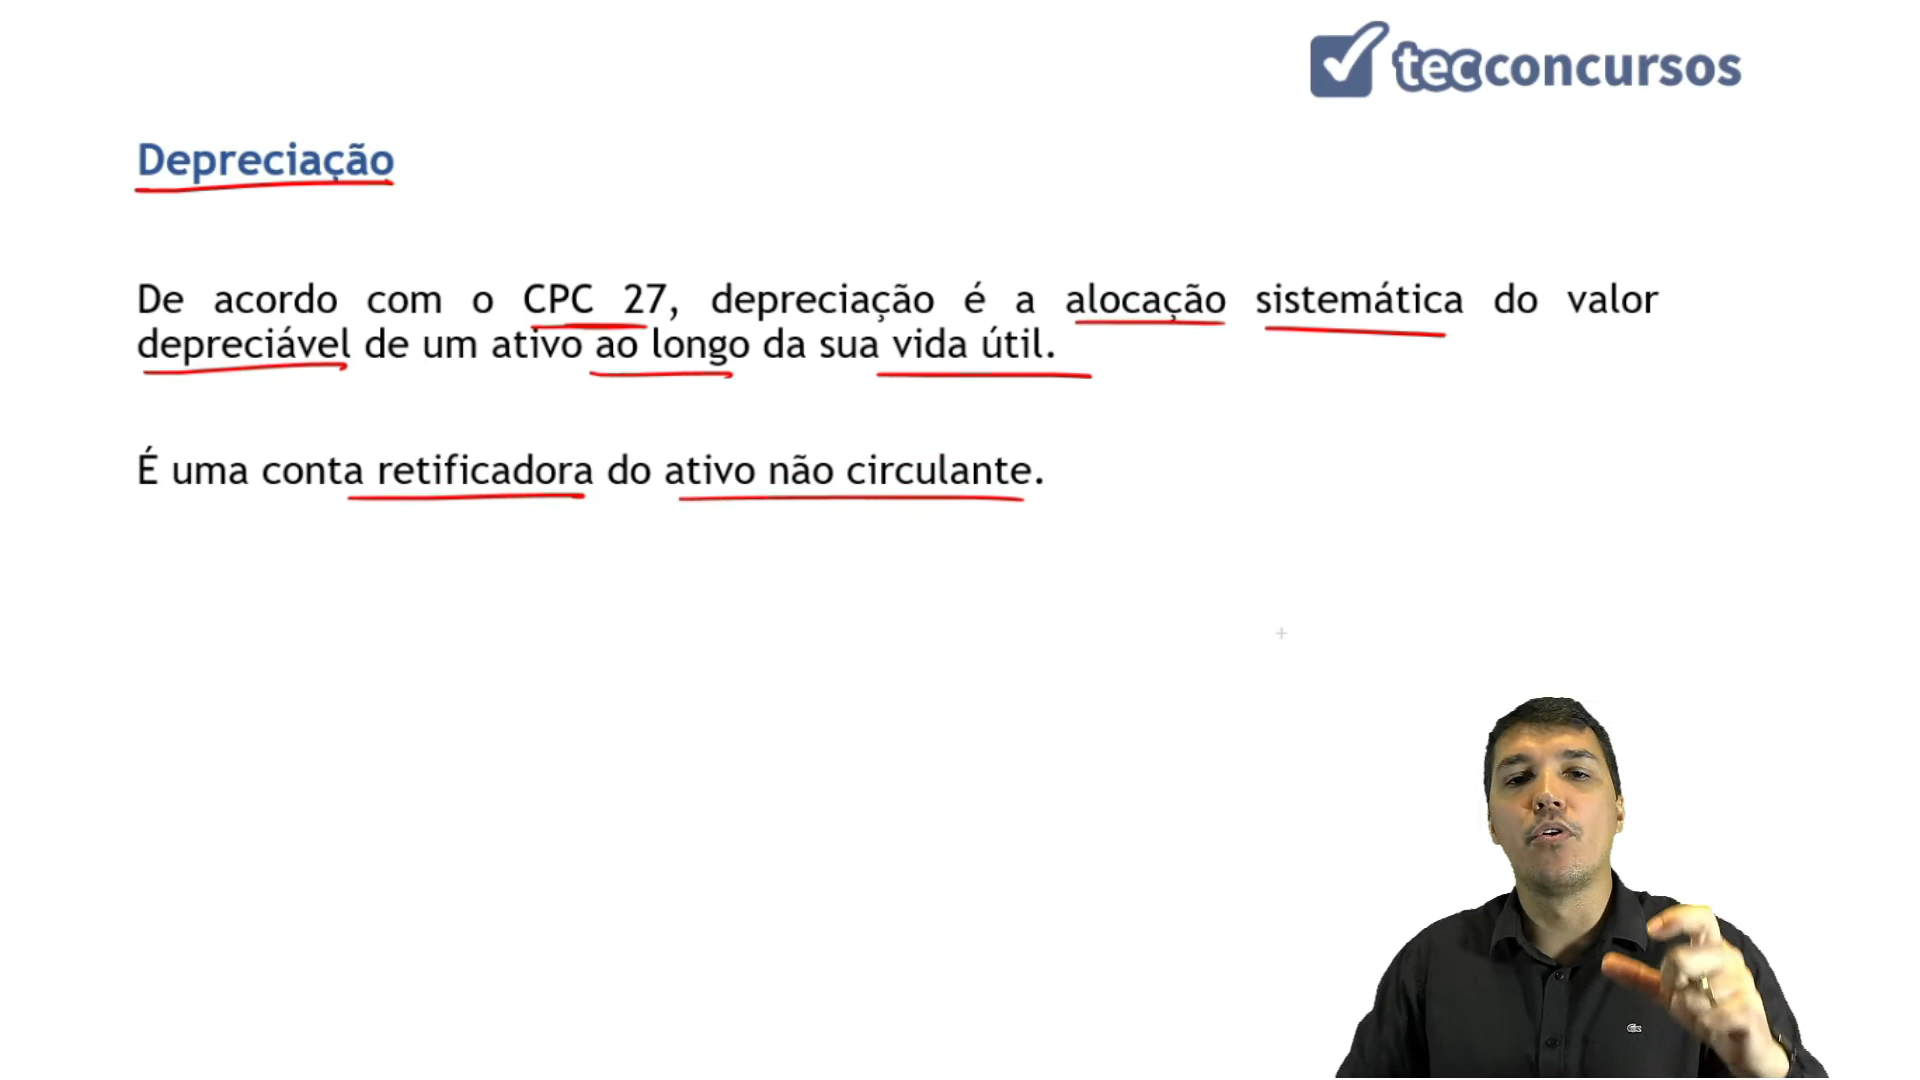 tecconcursos
Depreciação
De acordo com o CPC 27, depreciação é a alocação sistemática do valor
depreciável de um ativo ao longo da sua vida útil.
É uma conta retificadora do ativo não circulante.